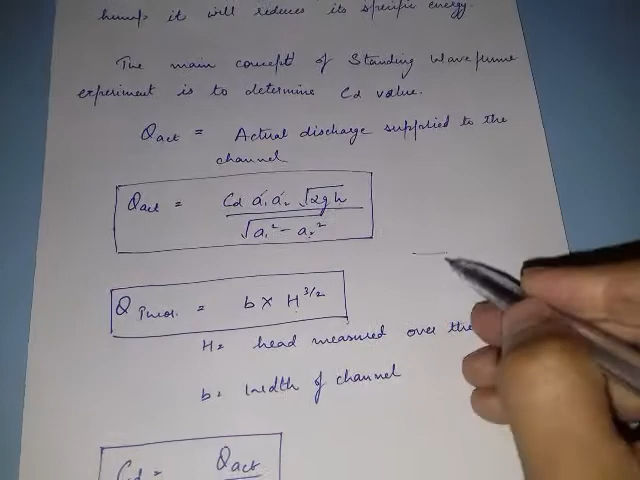 hump it will reduces its specific energy.
The main concept of Standing wave flume
experiment is to determine Cd value.
Qact = Actual discharge supplied to the
channel
Qact = Cd a₁ a₂ √2gh
√a₁² - a₂²
Q Theor. = b x H^3/2
H = head measured over the
b = width of channel
Cd = Qact